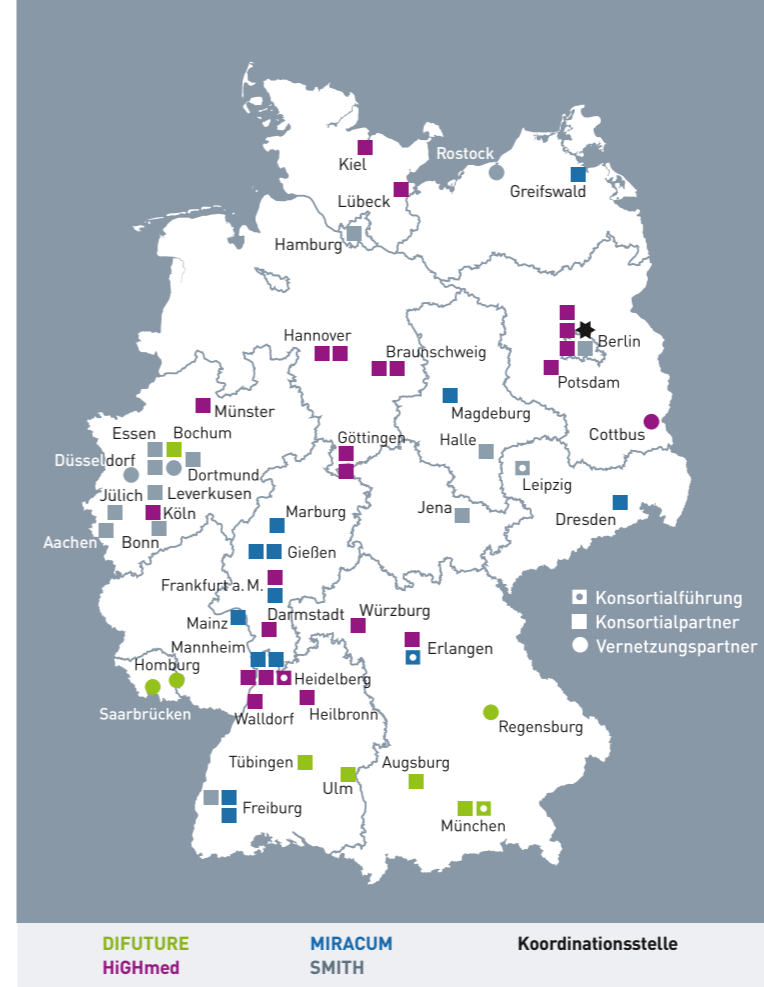 Kiel
Rostock
Greifswald
Lübeck
Hamburg
Hannover
Braunschweig
Berlin
Potsdam
Münster
Magdeburg
Cottbus
Essen Bochum
Göttingen
Halle
Düsseldorf
Dortmund
Leipzig
Jülich Leverkusen
Köln
Marburg
Jena
Dresden
Aachen Bonn
Gießen
Frankfurt a. M.
Konsortialführung
Mainz
Darmstadt
Würzburg
Konsortialpartner
Mannheim
Erlangen
Vernetzungspartner
Homburg
Heidelberg
Saarbrücken
Walldorf
Heilbronn
Regensburg
Tübingen
Augsburg
Ulm
Freiburg
München
DIFUTURE MIRACUM Koordinationsstelle
HiGHmed SMITH